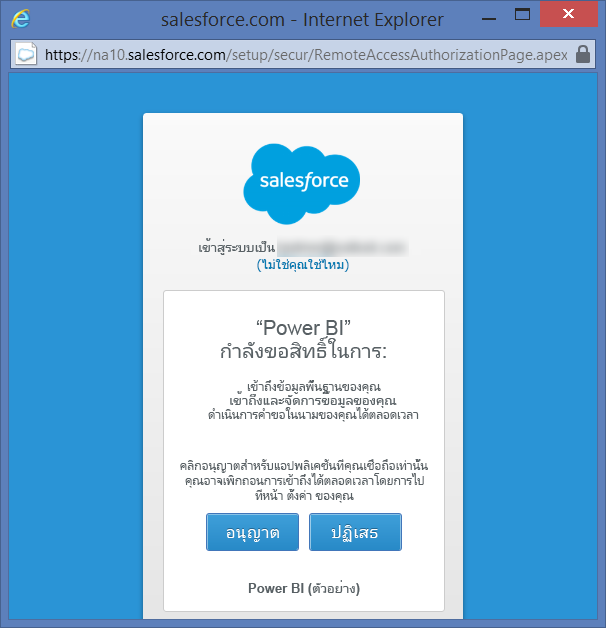 salesforce.com - Internet Explorer
https://na10.salesforce.com/setup/secur/RemoteAccessAuthorizationPage.apex
salesforce
เข้าสู่ระบบเป็น
(ไม่ใช่คุณใช่ไหม)
“Power BI”
กำลังขอสิทธิ์ในการ:
เข้าถึงข้อมูลพื้นฐานของคุณ
เข้าถึงและจัดการข้อมูลของคุณ
ดำเนินการคำขอในนามของคุณได้ตลอดเวลา
คลิกอนุญาตสำหรับแอปพลิเคชันที่คุณเชื่อถือเท่านั้น
คุณอาจเพิกถอนการเข้าถึงได้ตลอดเวลาโดยการไป
ที่หน้า ตั้งค่า ของคุณ
อนุญาต ปฏิเสธ
Power BI (ตัวอย่าง)